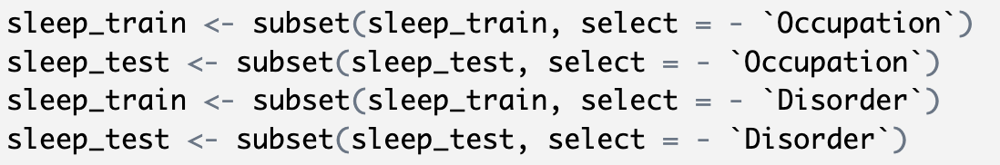 sleep_train <- subset(sleep_train, select = - `Occupation`)
sleep_test <- subset(sleep_test, select = - `Occupation`)
sleep_train <- subset(sleep_train, select = - `Disorder`)
sleep_test <- subset(sleep_test, select = - `Disorder`)